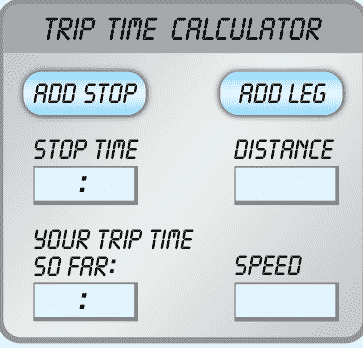 TRIP TIME CALCULATOR
ADD STOP
ADD LEG
STOP TIME
DISTANCE
:
YOUR TRIP TIME
SO FAR:
SPEED
: